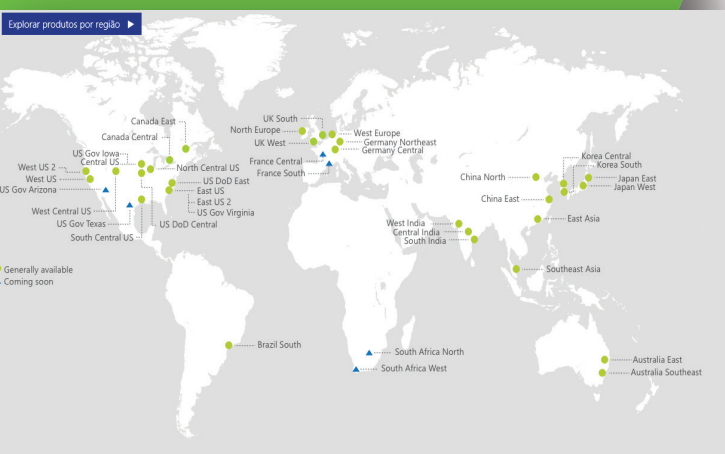 Explorar produtos por região
Canada East
Canada Central
US Gov Iowa
Central US
North Central US
West US 2
West US
US Gov Arizona
US DoD East
East US
East US 2
US Gov Virginia
West Central US
US Gov Texas
US DoD Central
South Central US
UK South
North Europe
West Europe
UK West
Germany Northeast
Germany Central
France Central
France South
Korea Central
Korea South
China North
Japan East
Japan West
China East
West India
Central India
South India
East Asia
Southeast Asia
Generally available
Coming soon
Brazil South
South Africa North
South Africa West
Australia East
Australia Southeast